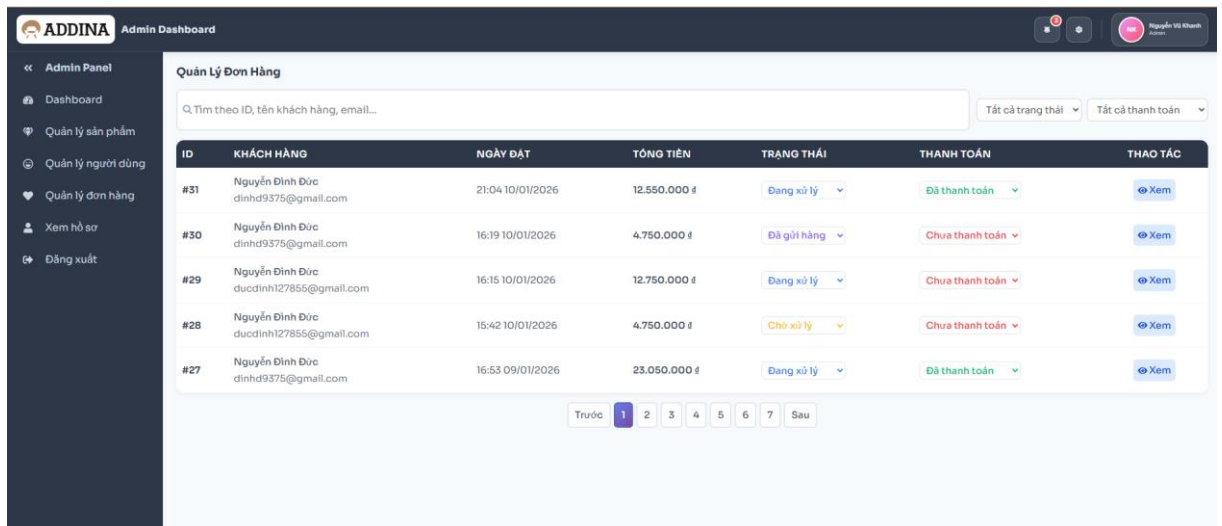 ADDINA Admin Dashboard
3
NK
Nguyễn Vũ Khanh
Admin
« Admin Panel
Dashboard
Quản lý sản phẩm
Quản lý người dùng
Quản lý đơn hàng
Xem hồ sơ
Đăng xuất
Quản Lý Đơn Hàng
Tìm theo ID, tên khách hàng, email...
Tất cả trạng thái
Tất cả thanh toán
ID KHÁCH HÀNG NGÀY ĐẶT TỔNG TIỀN TRẠNG THÁI THANH TOÁN THAO TÁC
#31 Nguyễn Đình Đức 21:04 10/01/2026 12.550.000 ₫ Đang xử lý Đã thanh toán Xem
dinhd9375@gmail.com
#30 Nguyễn Đình Đức 16:19 10/01/2026 4.750.000 ₫ Đã gửi hàng Chưa thanh toán Xem
dinhd9375@gmail.com
#29 Nguyễn Đình Đức 16:15 10/01/2026 12.750.000 ₫ Đang xử lý Chưa thanh toán Xem
ducdinh127855@gmail.com
#28 Nguyễn Đình Đức 15:42 10/01/2026 4.750.000 ₫ Chờ xử lý Chưa thanh toán Xem
ducdinh127855@gmail.com
#27 Nguyễn Đình Đức 16:53 09/01/2026 23.050.000 ₫ Đang xử lý Đã thanh toán Xem
dinhd9375@gmail.com
Trước 1 2 3 4 5 6 7 Sau